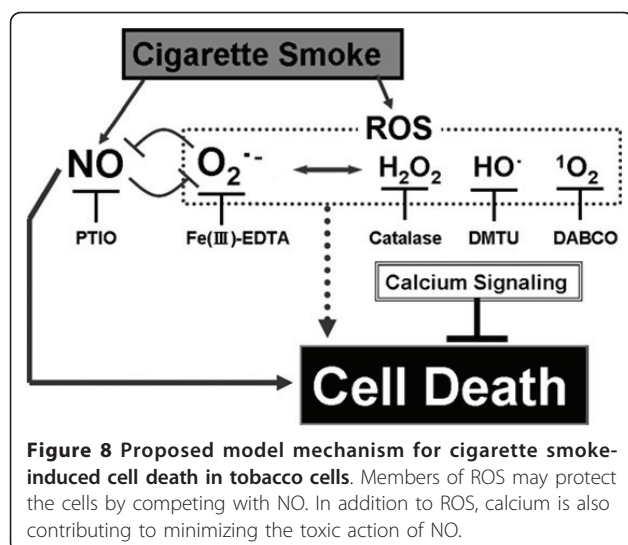 Cigarette Smoke
ROS
NO O₂·⁻ H₂O₂ HO· ¹O₂
PTIO Fe(III)-EDTA Catalase DMTU DABCO
Calcium Signaling
Cell Death
Figure 8 Proposed model mechanism for cigarette smoke-
induced cell death in tobacco cells. Members of ROS may protect
the cells by competing with NO. In addition to ROS, calcium is also
contributing to minimizing the toxic action of NO.